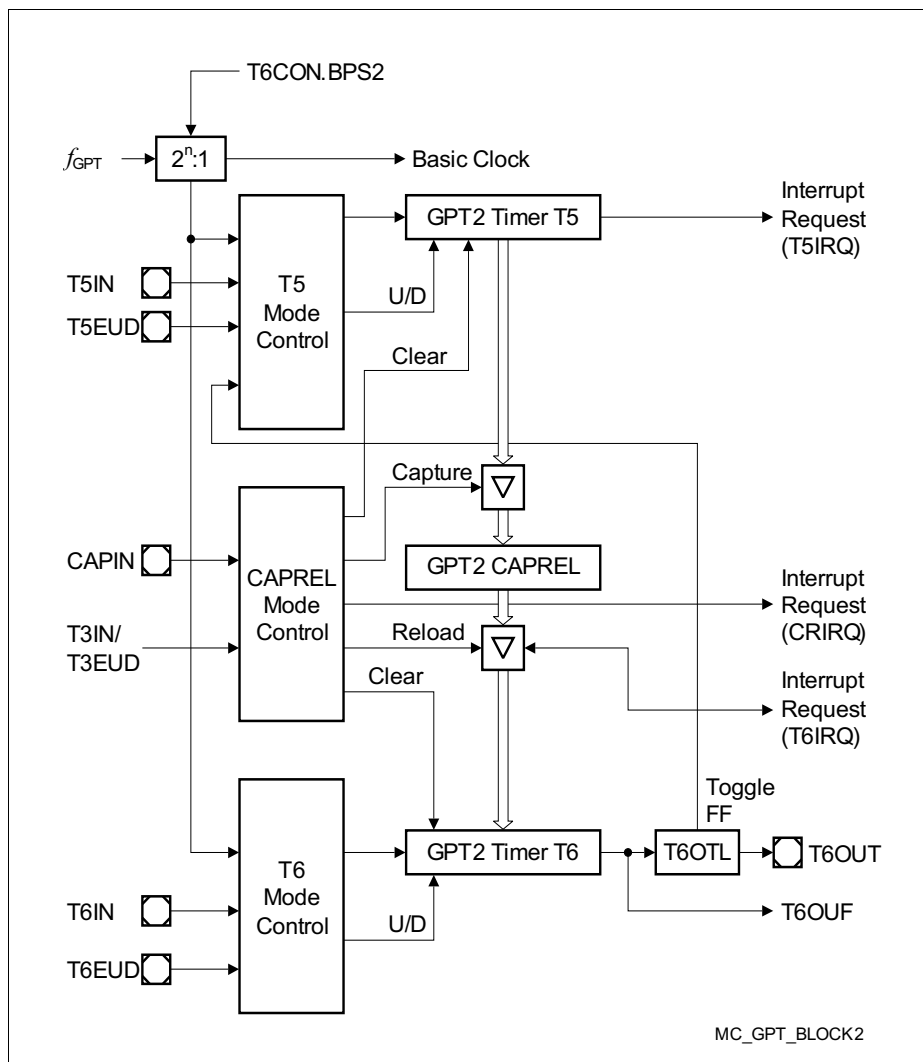 T6CON.BPS2
fGPT
2n:1
Basic Clock
GPT2 Timer T5
Interrupt
Request
(T5IRQ)
T5IN
T5
Mode
Control
U/D
T5EUD
Clear
Capture
CAPIN
CAPREL
Mode
Control
GPT2 CAPREL
Interrupt
Request
(CRIRQ)
T3IN/
T3EUD
Reload
Clear
Interrupt
Request
(T6IRQ)
Toggle
FF
T6
Mode
Control
GPT2 Timer T6
T6OTL
T6OUT
T6IN
U/D
T6OUF
T6EUD
MC_GPT_BLOCK2